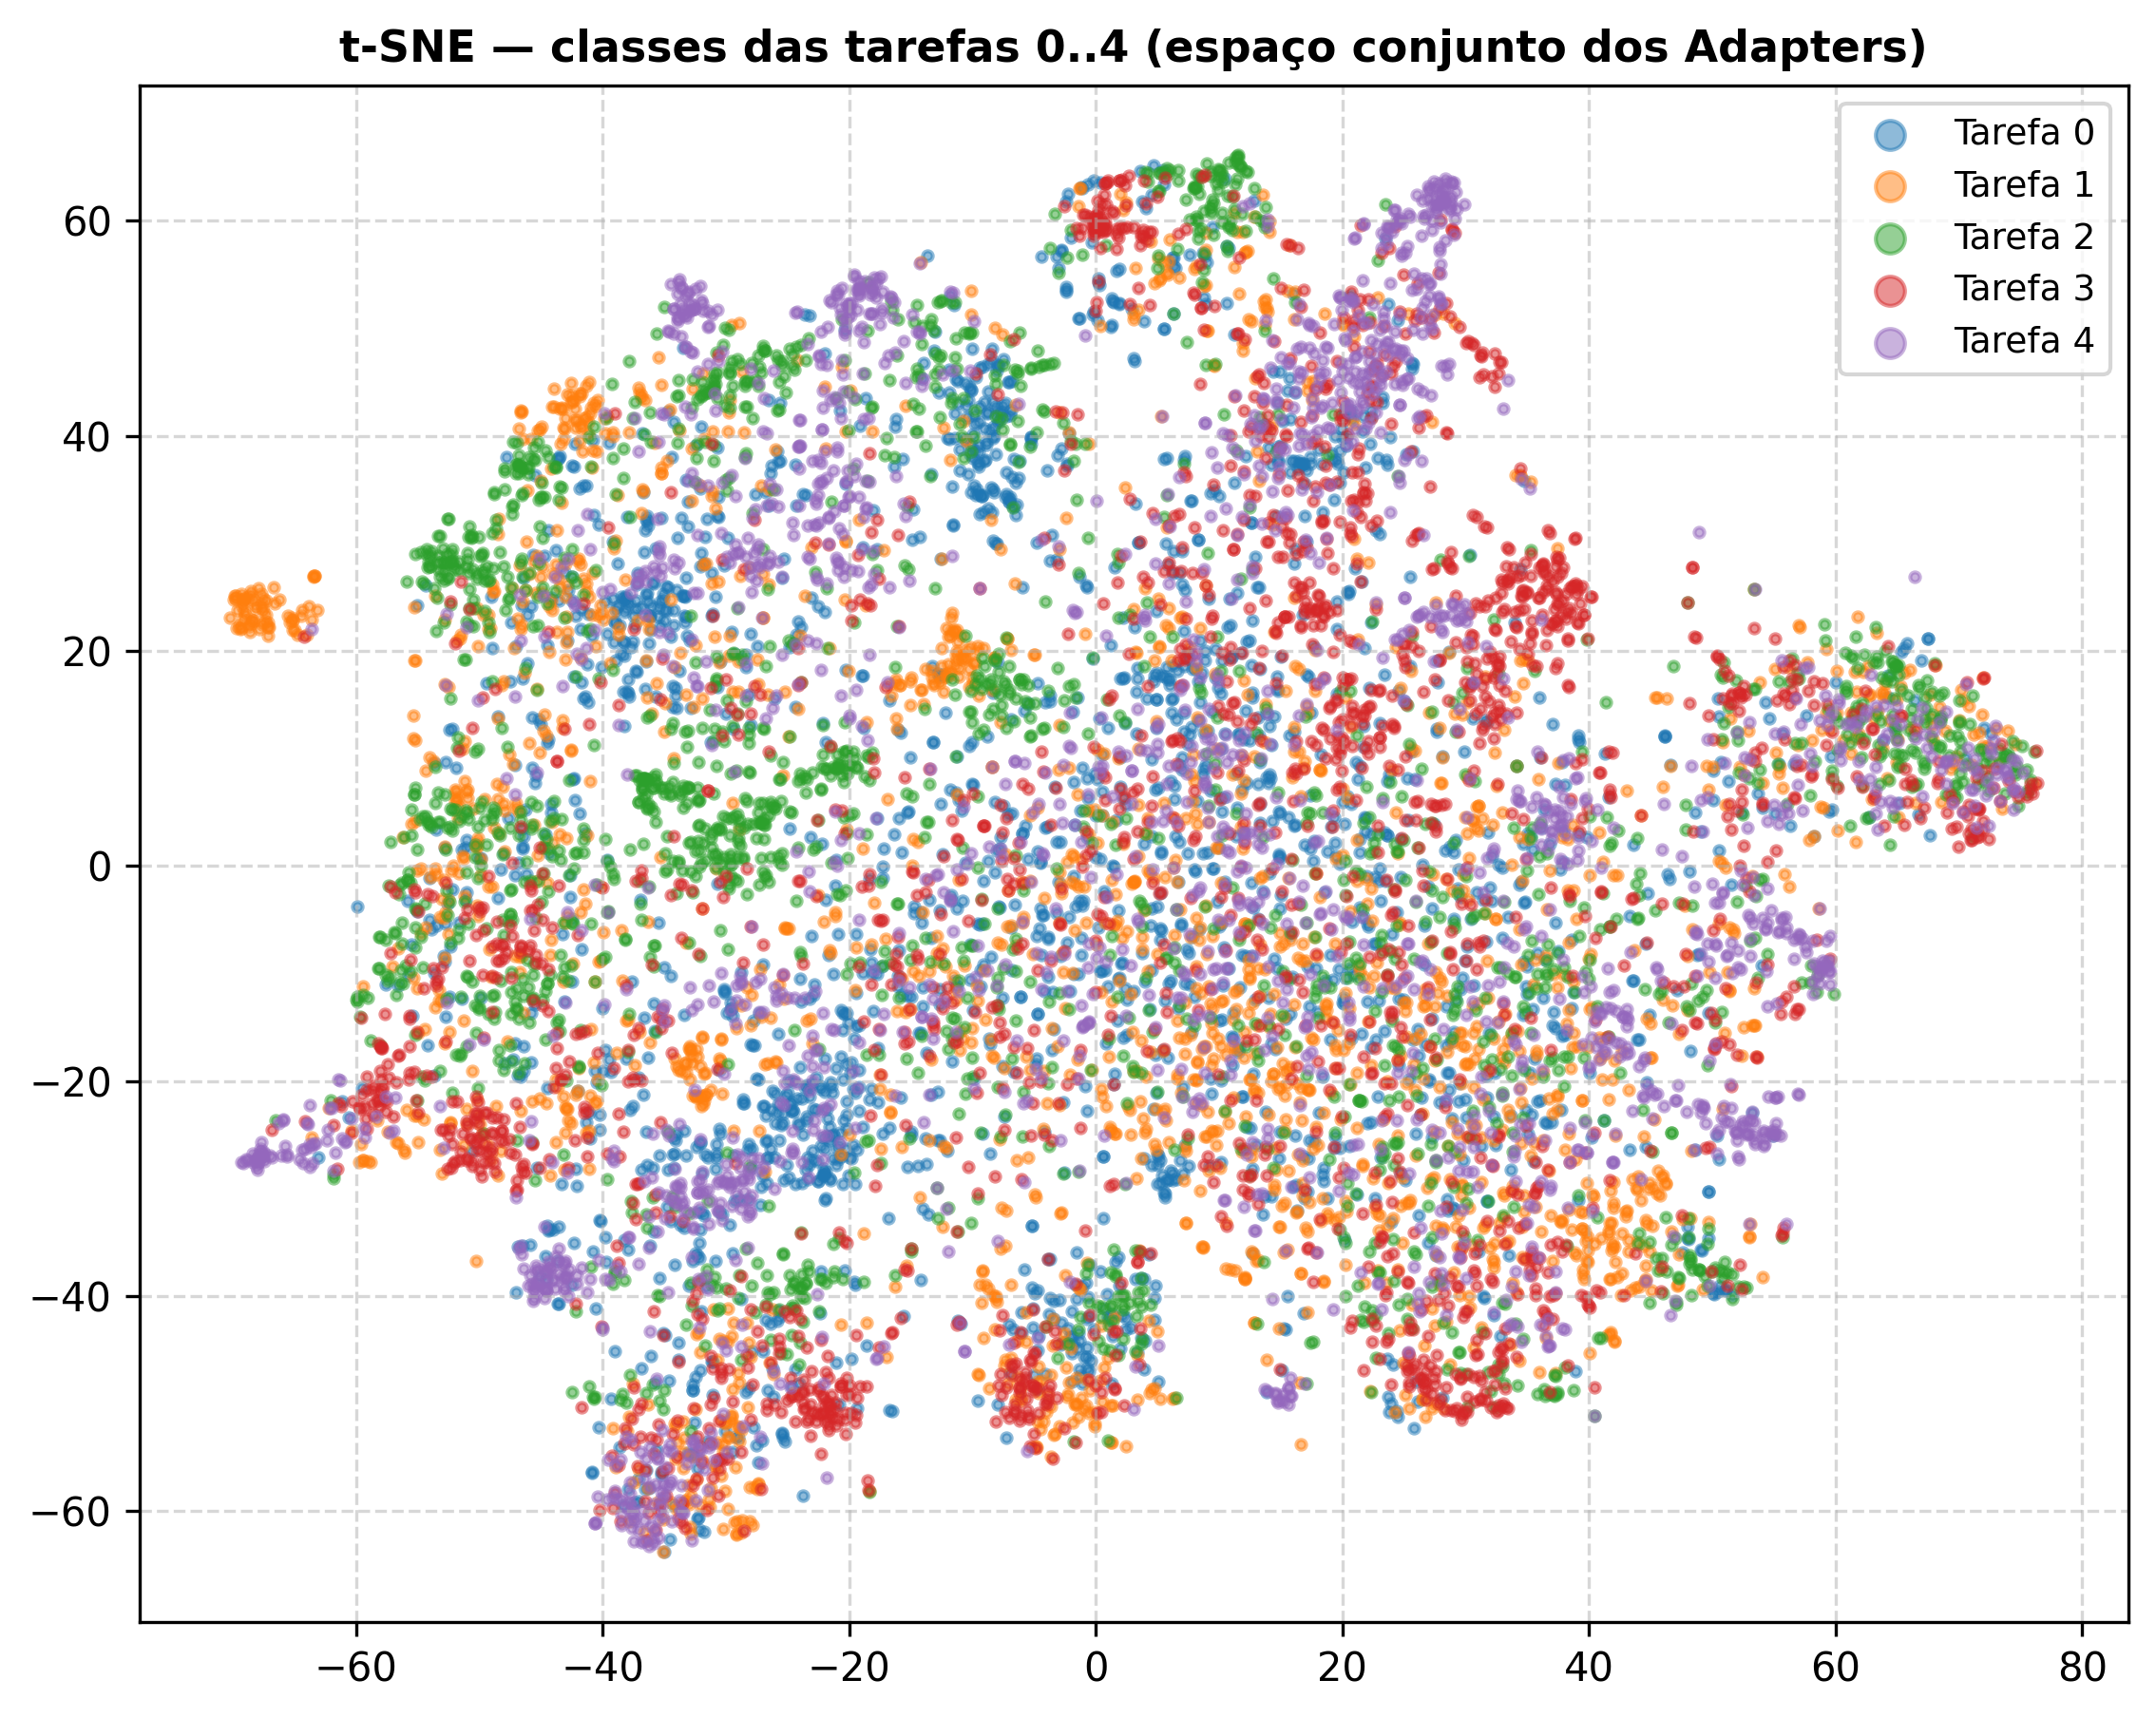 t-SNE — classes das tarefas 0..4 (espaço conjunto dos Adapters)
Tarefa 0
Tarefa 1
Tarefa 2
Tarefa 3
Tarefa 4
60
40
20
0
−20
−40
−60
−60 −40 −20 0 20 40 60 80